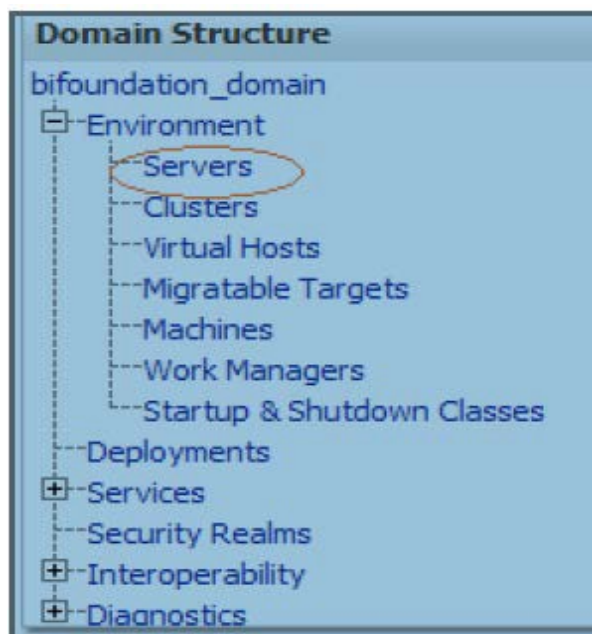 Domain Structure
bifoundation_domain
Environment
Servers
Clusters
Virtual Hosts
Migratable Targets
Machines
Work Managers
Startup & Shutdown Classes
Deployments
Services
Security Realms
Interoperability
Diagnostics